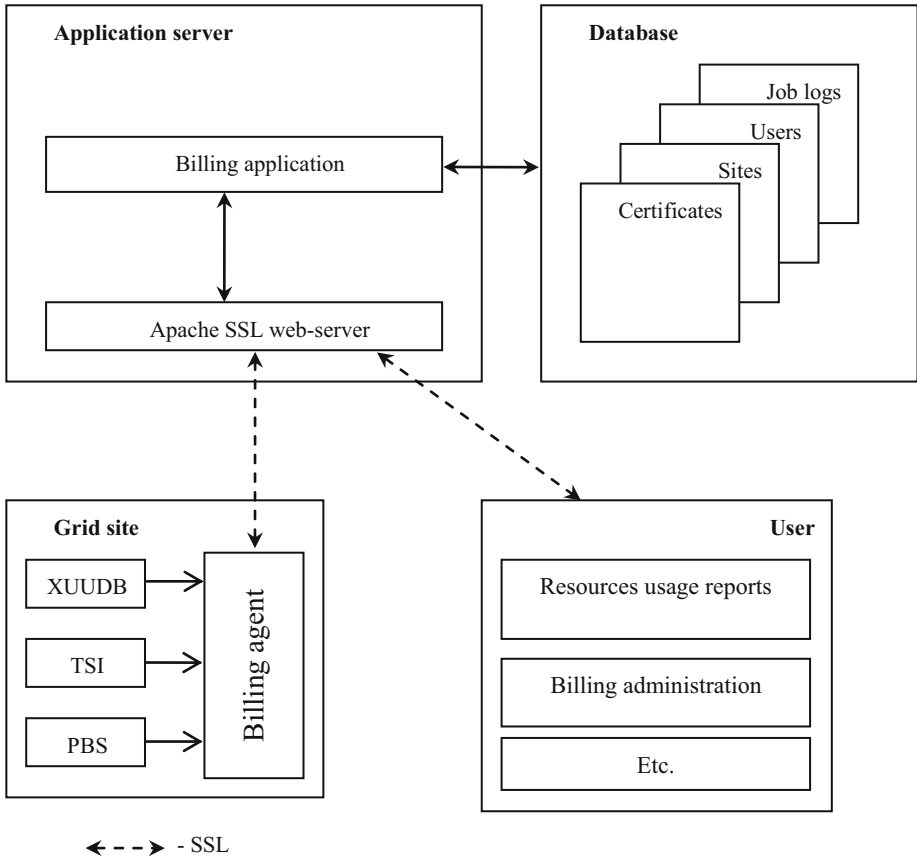 Application server
Billing application
Apache SSL web-server
Database
Job logs
Users
Sites
Certificates
Grid site
XUUDB
TSI
PBS
Billing agent
User
Resources usage reports
Billing administration
Etc.
- SSL